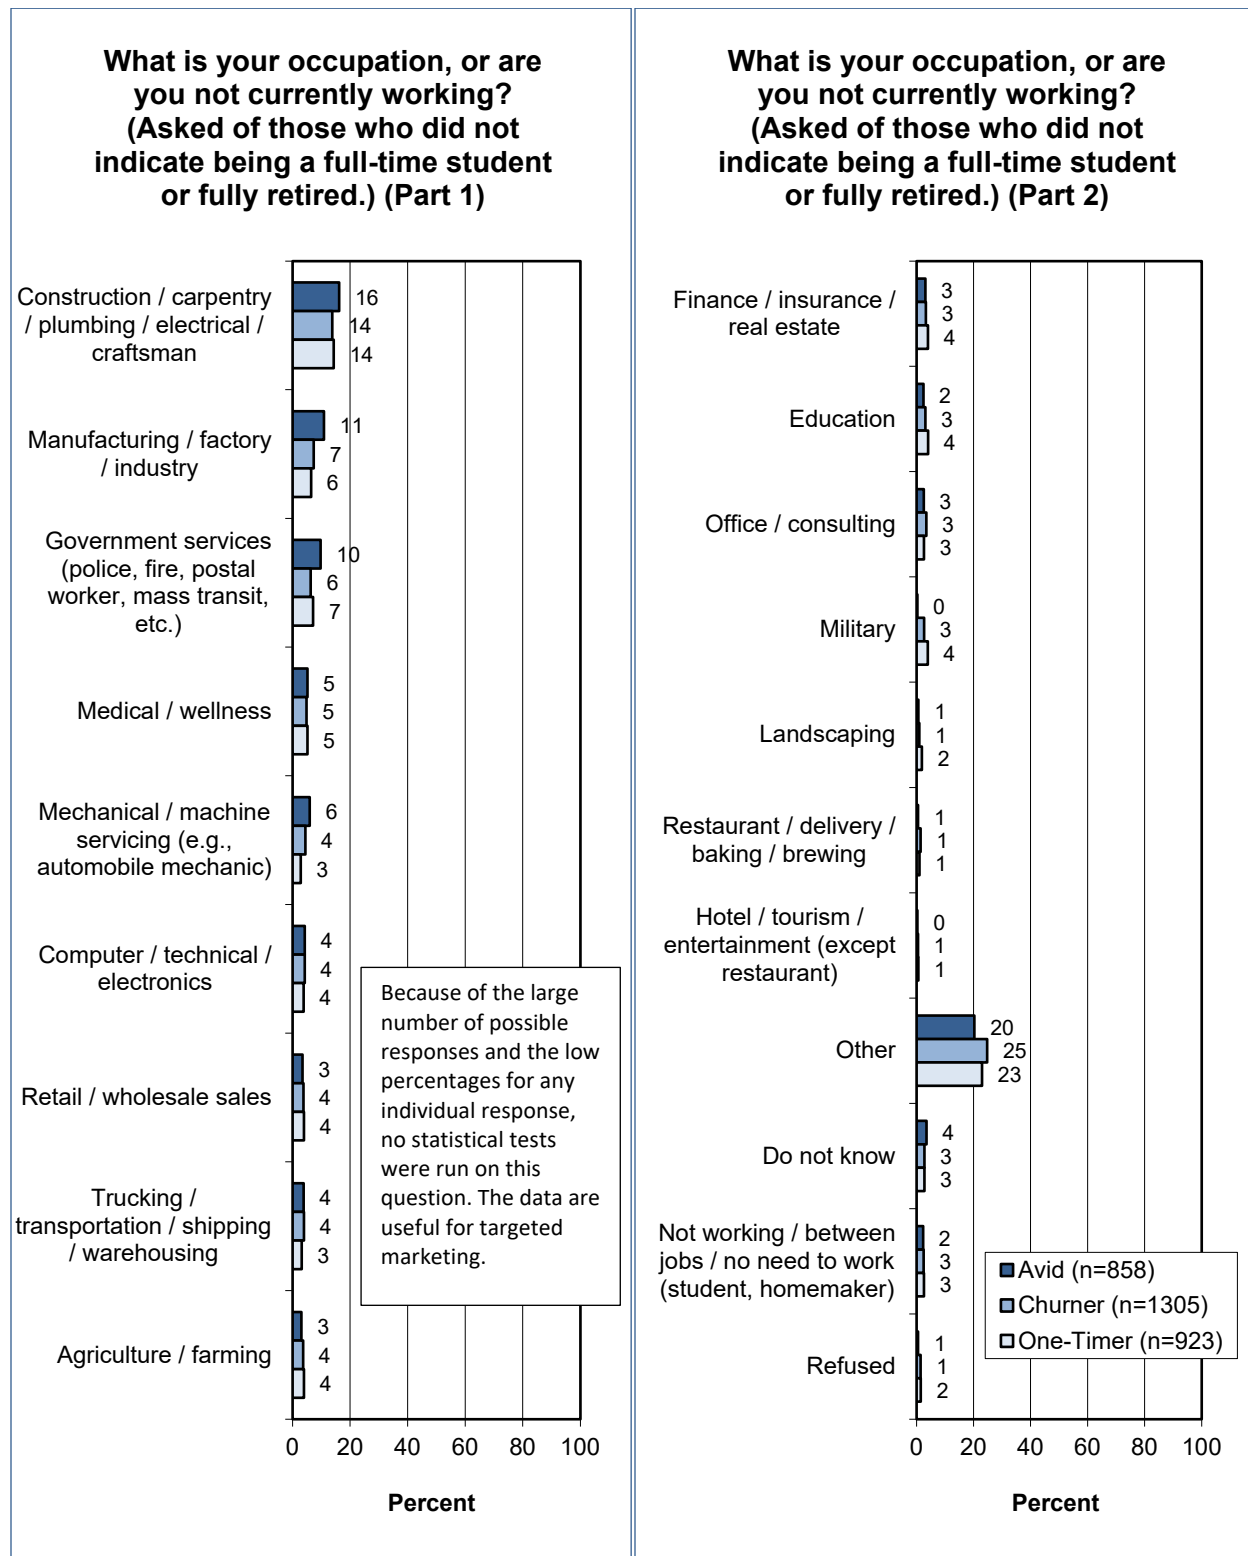 What is your occupation, or are
you not currently working?
(Asked of those who did not
indicate being a full-time student
or fully retired.) (Part 1)
Construction / carpentry
/ plumbing / electrical /
craftsman
16
14
14
Manufacturing / factory
/ industry
11
7
6
Government services
(police, fire, postal
worker, mass transit,
etc.)
10
6
7
Medical / wellness
5
5
5
Mechanical / machine
servicing (e.g.,
automobile mechanic)
6
4
3
Computer / technical /
electronics
4
4
4
Retail / wholesale sales
3
4
4
Trucking /
transportation / shipping
/ warehousing
4
4
3
Agriculture / farming
3
4
4
Because of the large
number of possible
responses and the low
percentages for any
individual response,
no statistical tests
were run on this
question. The data are
useful for targeted
marketing.
0 20 40 60 80 100
Percent
What is your occupation, or are
you not currently working?
(Asked of those who did not
indicate being a full-time student
or fully retired.) (Part 2)
Finance / insurance /
real estate
3
3
4
Education
2
3
4
Office / consulting
3
3
3
Military
0
3
4
Landscaping
1
1
2
Restaurant / delivery /
baking / brewing
1
1
1
Hotel / tourism /
entertainment (except
restaurant)
0
1
1
Other
20
25
23
Do not know
4
3
3
Not working / between
jobs / no need to work
(student, homemaker)
2
3
3
Refused
1
1
2
Avid (n=858)
Churner (n=1305)
One-Timer (n=923)
0 20 40 60 80 100
Percent